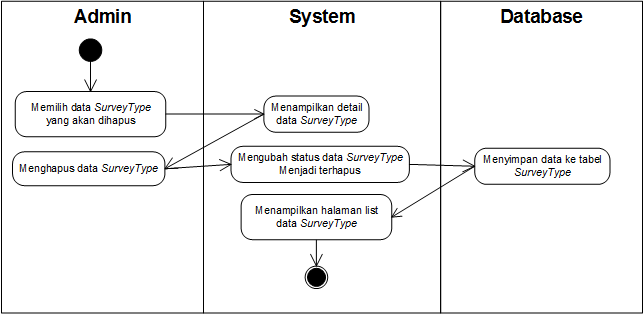 Admin
System
Database
Memilih data SurveyType
yang akan dihapus
Menampilkan detail
data SurveyType
Menghapus data SurveyType
Mengubah status data SurveyType
Menjadi terhapus
Menyimpan data ke tabel
SurveyType
Menampilkan halaman list
data SurveyType